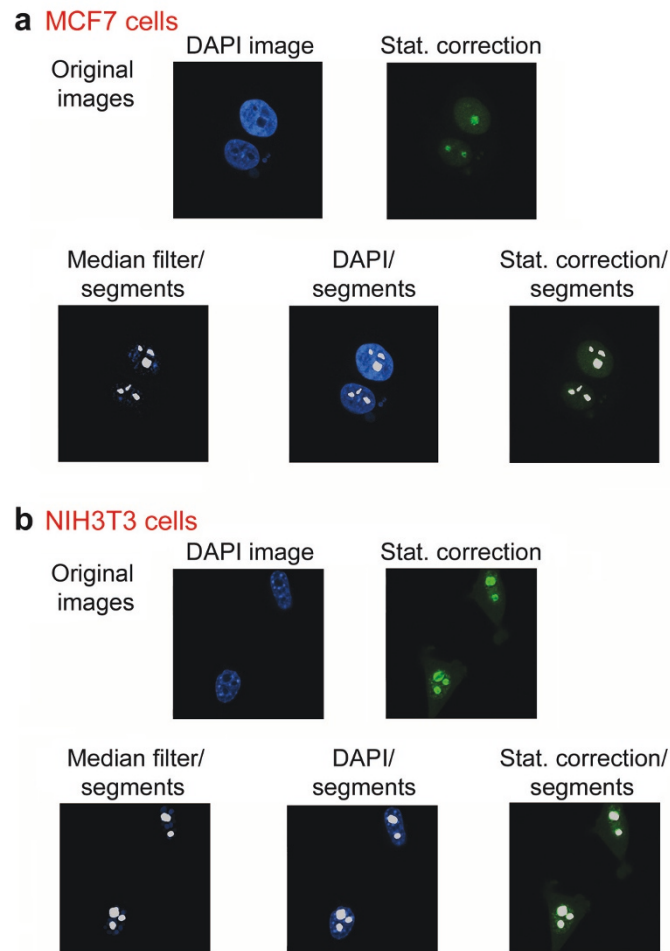 a MCF7 cells
DAPI image
Stat. correction
Original
images
Median filter/
segments
DAPI/
segments
Stat. correction/
segments
b NIH3T3 cells
DAPI image
Stat. correction
Original
images
Median filter/
segments
DAPI/
segments
Stat. correction/
segments